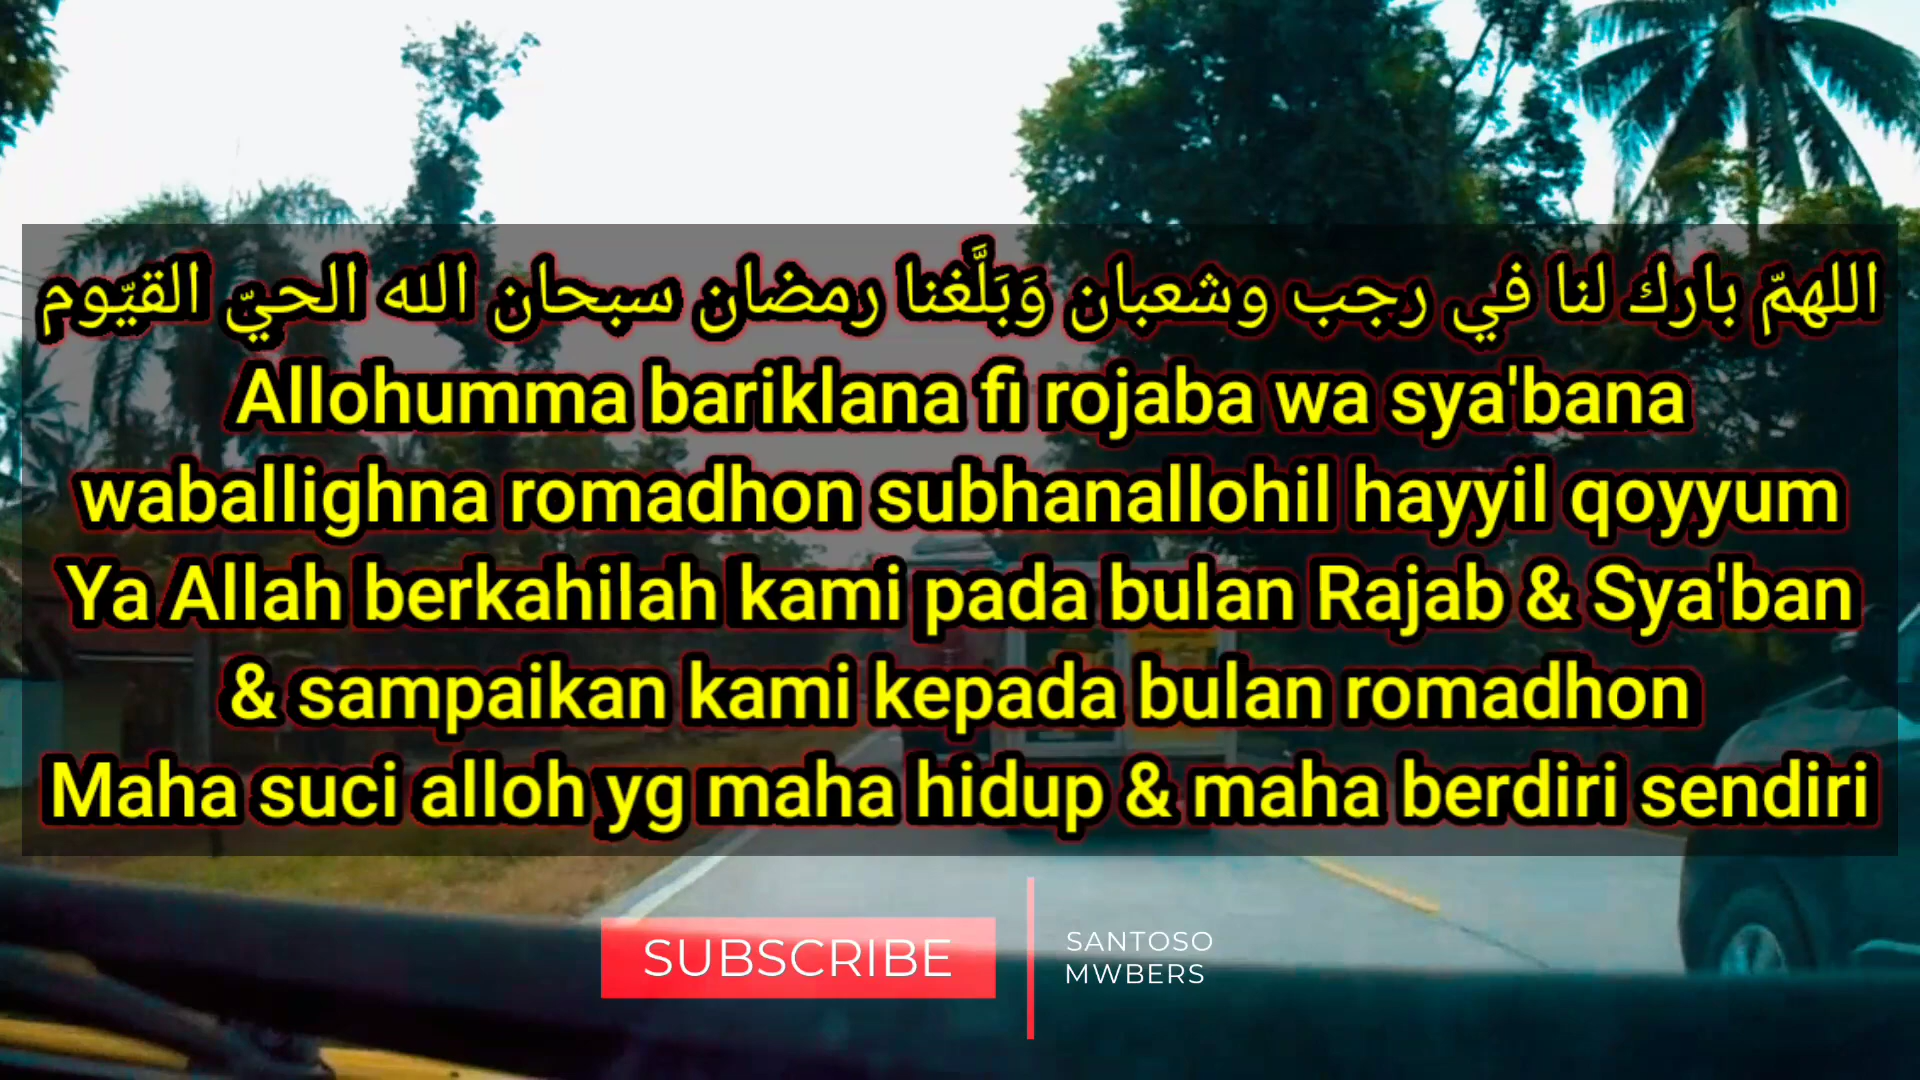 اللهمّ بارك لنا في رجب وشعبان وَبَلَّغنا رمضان سبحان الله الحيّ القيّوم
Allohumma bariklana fi rojaba wa sya'bana
waballighna romadhon subhanallohil hayyil qoyyum
Ya Allah berkahilah kami pada bulan Rajab & Sya'ban
& sampaikan kami kepada bulan romadhon
Maha suci alloh yg maha hidup & maha berdiri sendiri
SUBSCRIBE
SANTOSO
MWBERS